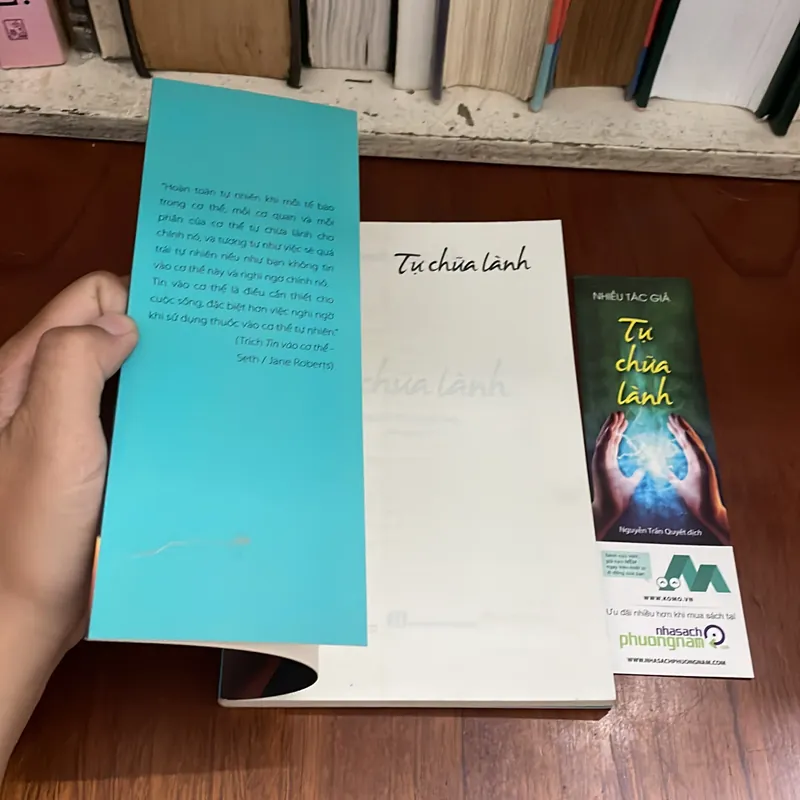 "Hoàn toàn tự nhiên khi mỗi tế bào
trong cơ thể, mỗi cơ quan và mỗi
phần của cơ thể tự chữa lành cho
chính nó, và tương tự như việc sẽ quá
trái tự nhiên nếu như bạn không tin
vào cơ thể này và nghi ngờ chính nó.
Tin vào cơ thể là điều cần thiết cho
cuộc sống, đặc biệt hơn việc nghi ngờ
khi sử dụng thuốc vào cơ thể tự nhiên."
(Trích Tin vào cơ thể -
Seth / Jane Roberts)
Tự chữa lành
chữa lành
NHIỀU TÁC GIẢ
Tự
chữa
lành
Nguyễn Trần Quyết dịch
WWW.KOMO.VN
Ưu đãi nhiều hơn khi mua sách tại
nhasach
phuongnam
.com
WWW.NHASACHPHUONGNAM.COM